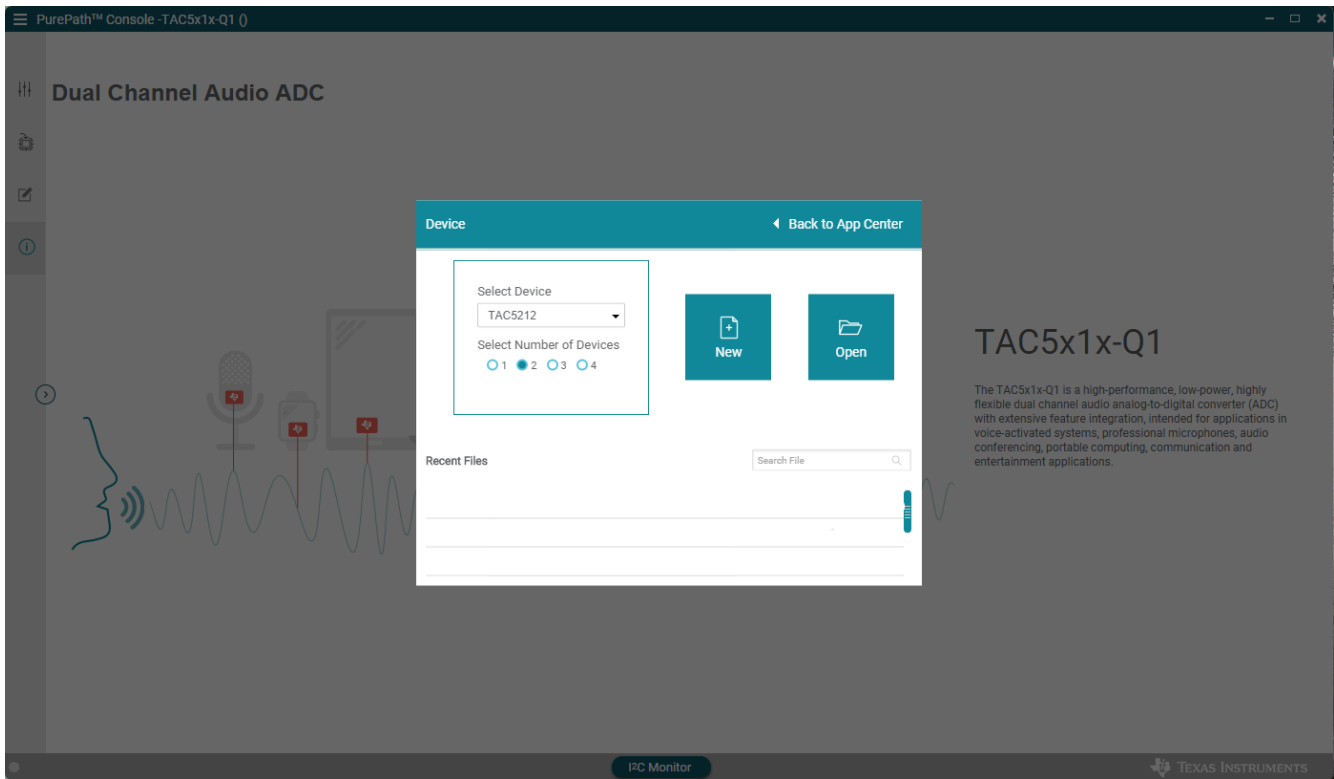 PurePath™ Console -TAC5x1x-Q1 ()
Dual Channel Audio ADC
Device
Back to App Center
Select Device
TAC5212
Select Number of Devices
1 2 3 4
New
Open
Recent Files
Search File
TAC5x1x-Q1
The TAC5x1x-Q1 is a high-performance, low-power, highly
flexible dual channel audio analog-to-digital converter (ADC)
with extensive feature integration, intended for applications in
voice-activated systems, professional microphones, audio
conferencing, portable computing, communication and
entertainment applications.
I²C Monitor
TEXAS INSTRUMENTS